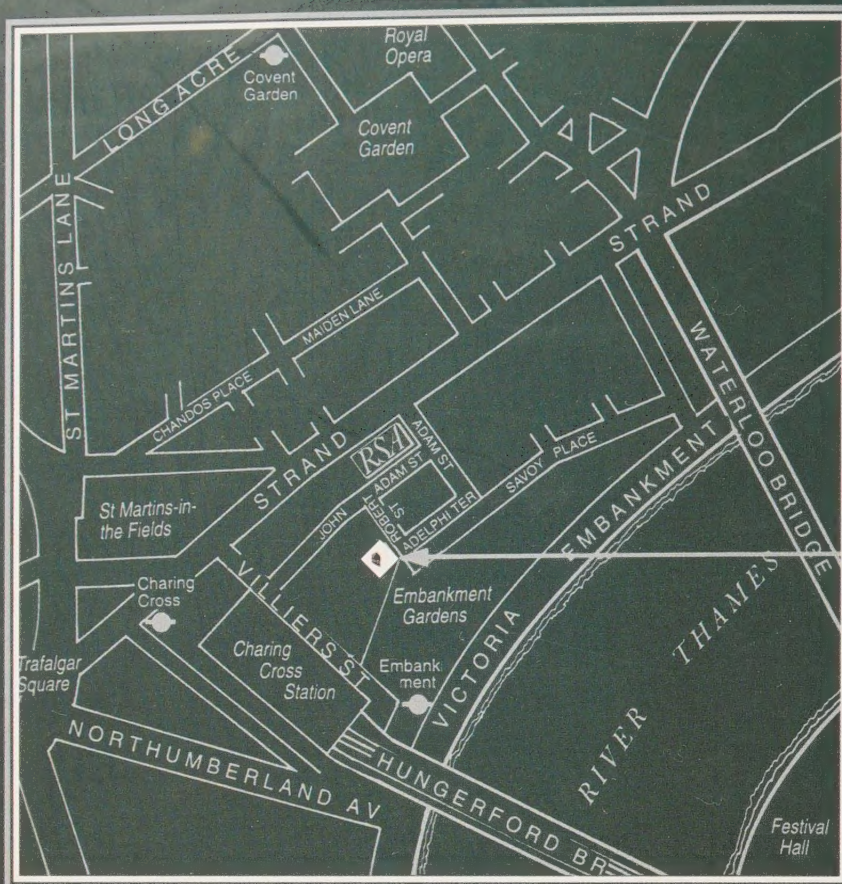 Royal
Opera
LONG ACRE
Covent
Garden
Covent
Garden
ST MARTINS LANE
STRAND
MAIDEN LANE
CHANDOS PLACE
WATERLOO BRIDGE
STRAND
RSA
ADAM ST
JOHN ADAM ST
ROBERT ST
ADELPHI TER
SAVOY PLACE
St Martins-in-
the Fields
VICTORIA EMBANKMENT
Charing
Cross
VILLIERS ST
Embankment
Gardens
RIVER THAMES
Charing
Cross
Station
Embank
ment
Trafalgar
Square
NORTHUMBERLAND AV
HUNGERFORD BR
Festival
Hall